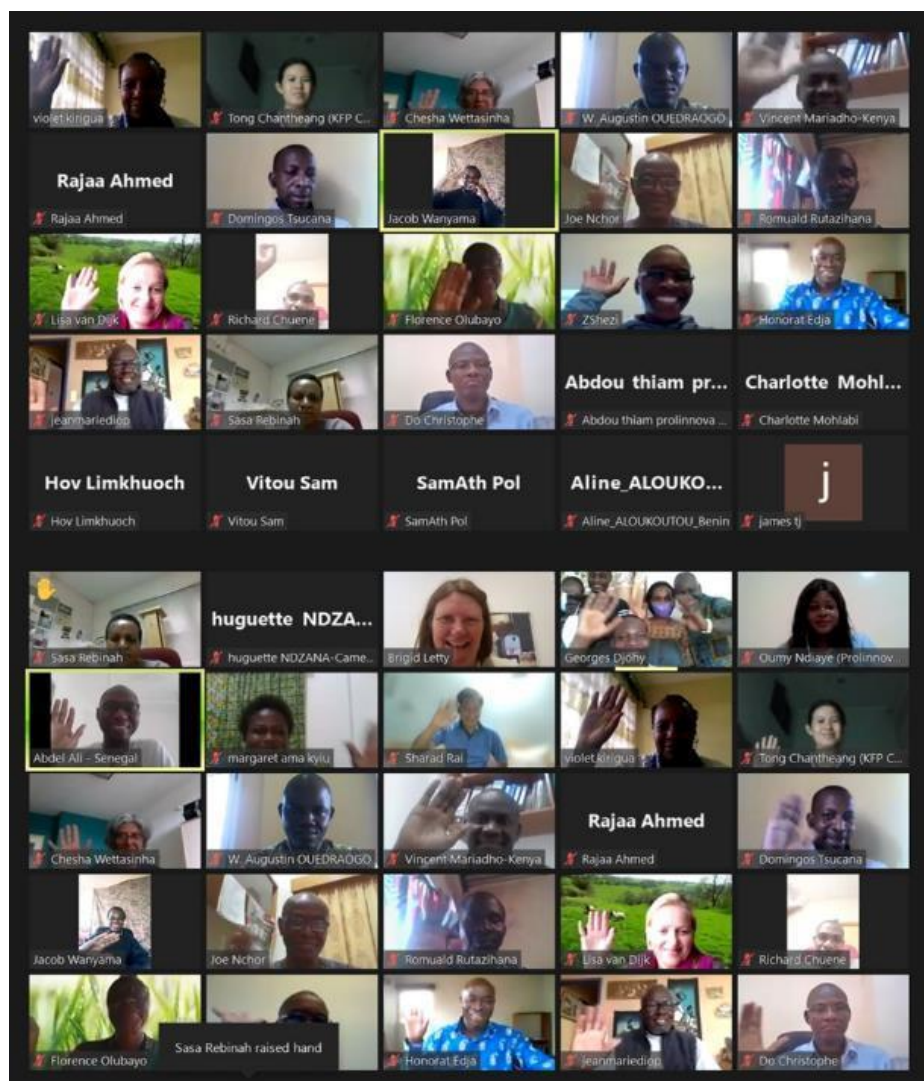 violet kirigua
Tong Chantheang (KFP C...
Chesha Wettasinha
W. Augustin OUEDRAOGO
Vincent Mariadho-Kenya
Rajaa Ahmed
Rajaa Ahmed
Domingos Tsucana
Jacob Wanyama
Joe Nchor
Romuald Rutazihana
Lisa van Dijk
Richard Chuene
Florence Olubayo
ZShezi
Honorat Edja
jeanmariediop
Sasa Rebinah
Do Christophe
Abdou thiam pr...
Abdou thiam prolinnova ...
Charlotte Mohl...
Charlotte Mohlabi
Hov Limkhuoch
Hov Limkhuoch
Vitou Sam
Vitou Sam
SamAth Pol
SamAth Pol
Aline_ALOUKO...
Aline_ALOUKOUTOU_Benin
j
james tj
Sasa Rebinah
huguette NDZA...
huguette NDZANA-Came...
Brigid Letty
Georges Djohy
Oumy Ndiaye (Prolinnov...
Abdel Ali - Senegal
margaret ama kyiu
Sharad Rai
violet kirigua
Tong Chantheang (KFP C...
Chesha Wettasinha
W. Augustin OUEDRAOGO
Vincent Mariadho-Kenya
Rajaa Ahmed
Rajaa Ahmed
Domingos Tsucana
Jacob Wanyama
Joe Nchor
Romuald Rutazihana
Lisa van Dijk
Richard Chuene
Florence Olubayo
Sasa Rebinah raised hand
Honorat Edja
jeanmariediop
Do Christophe